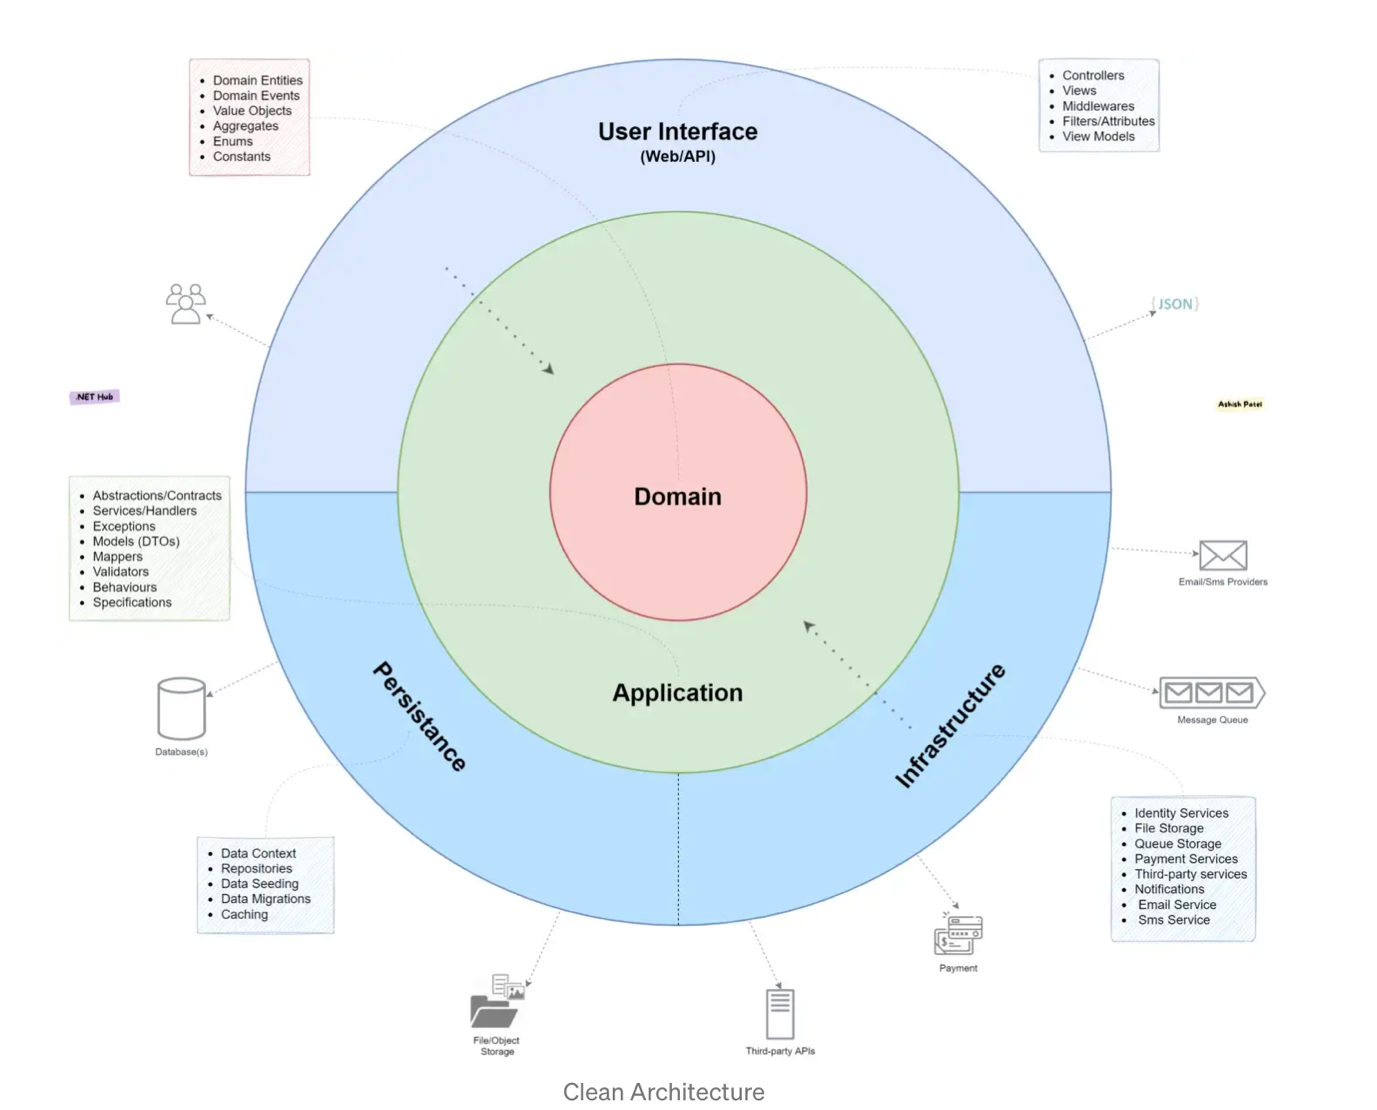 Domain Entities
Domain Events
Value Objects
Aggregates
Enums
Constants
Controllers
Views
Middlewares
Filters/Attributes
View Models
User Interface
(Web/API)
{JSON}
.NET Hub
Ashish Patel
Domain
Abstractions/Contracts
Services/Handlers
Exceptions
Models (DTOs)
Mappers
Validators
Behaviours
Specifications
Email/Sms Providers
Application
Persistance
Infrastructure
Database(s)
Message Queue
Data Context
Repositories
Data Seeding
Data Migrations
Caching
Identity Services
File Storage
Queue Storage
Payment Services
Third-party services
Notifications
Email Service
Sms Service
Payment
File/Object
Storage
Third-party APIs
Clean Architecture